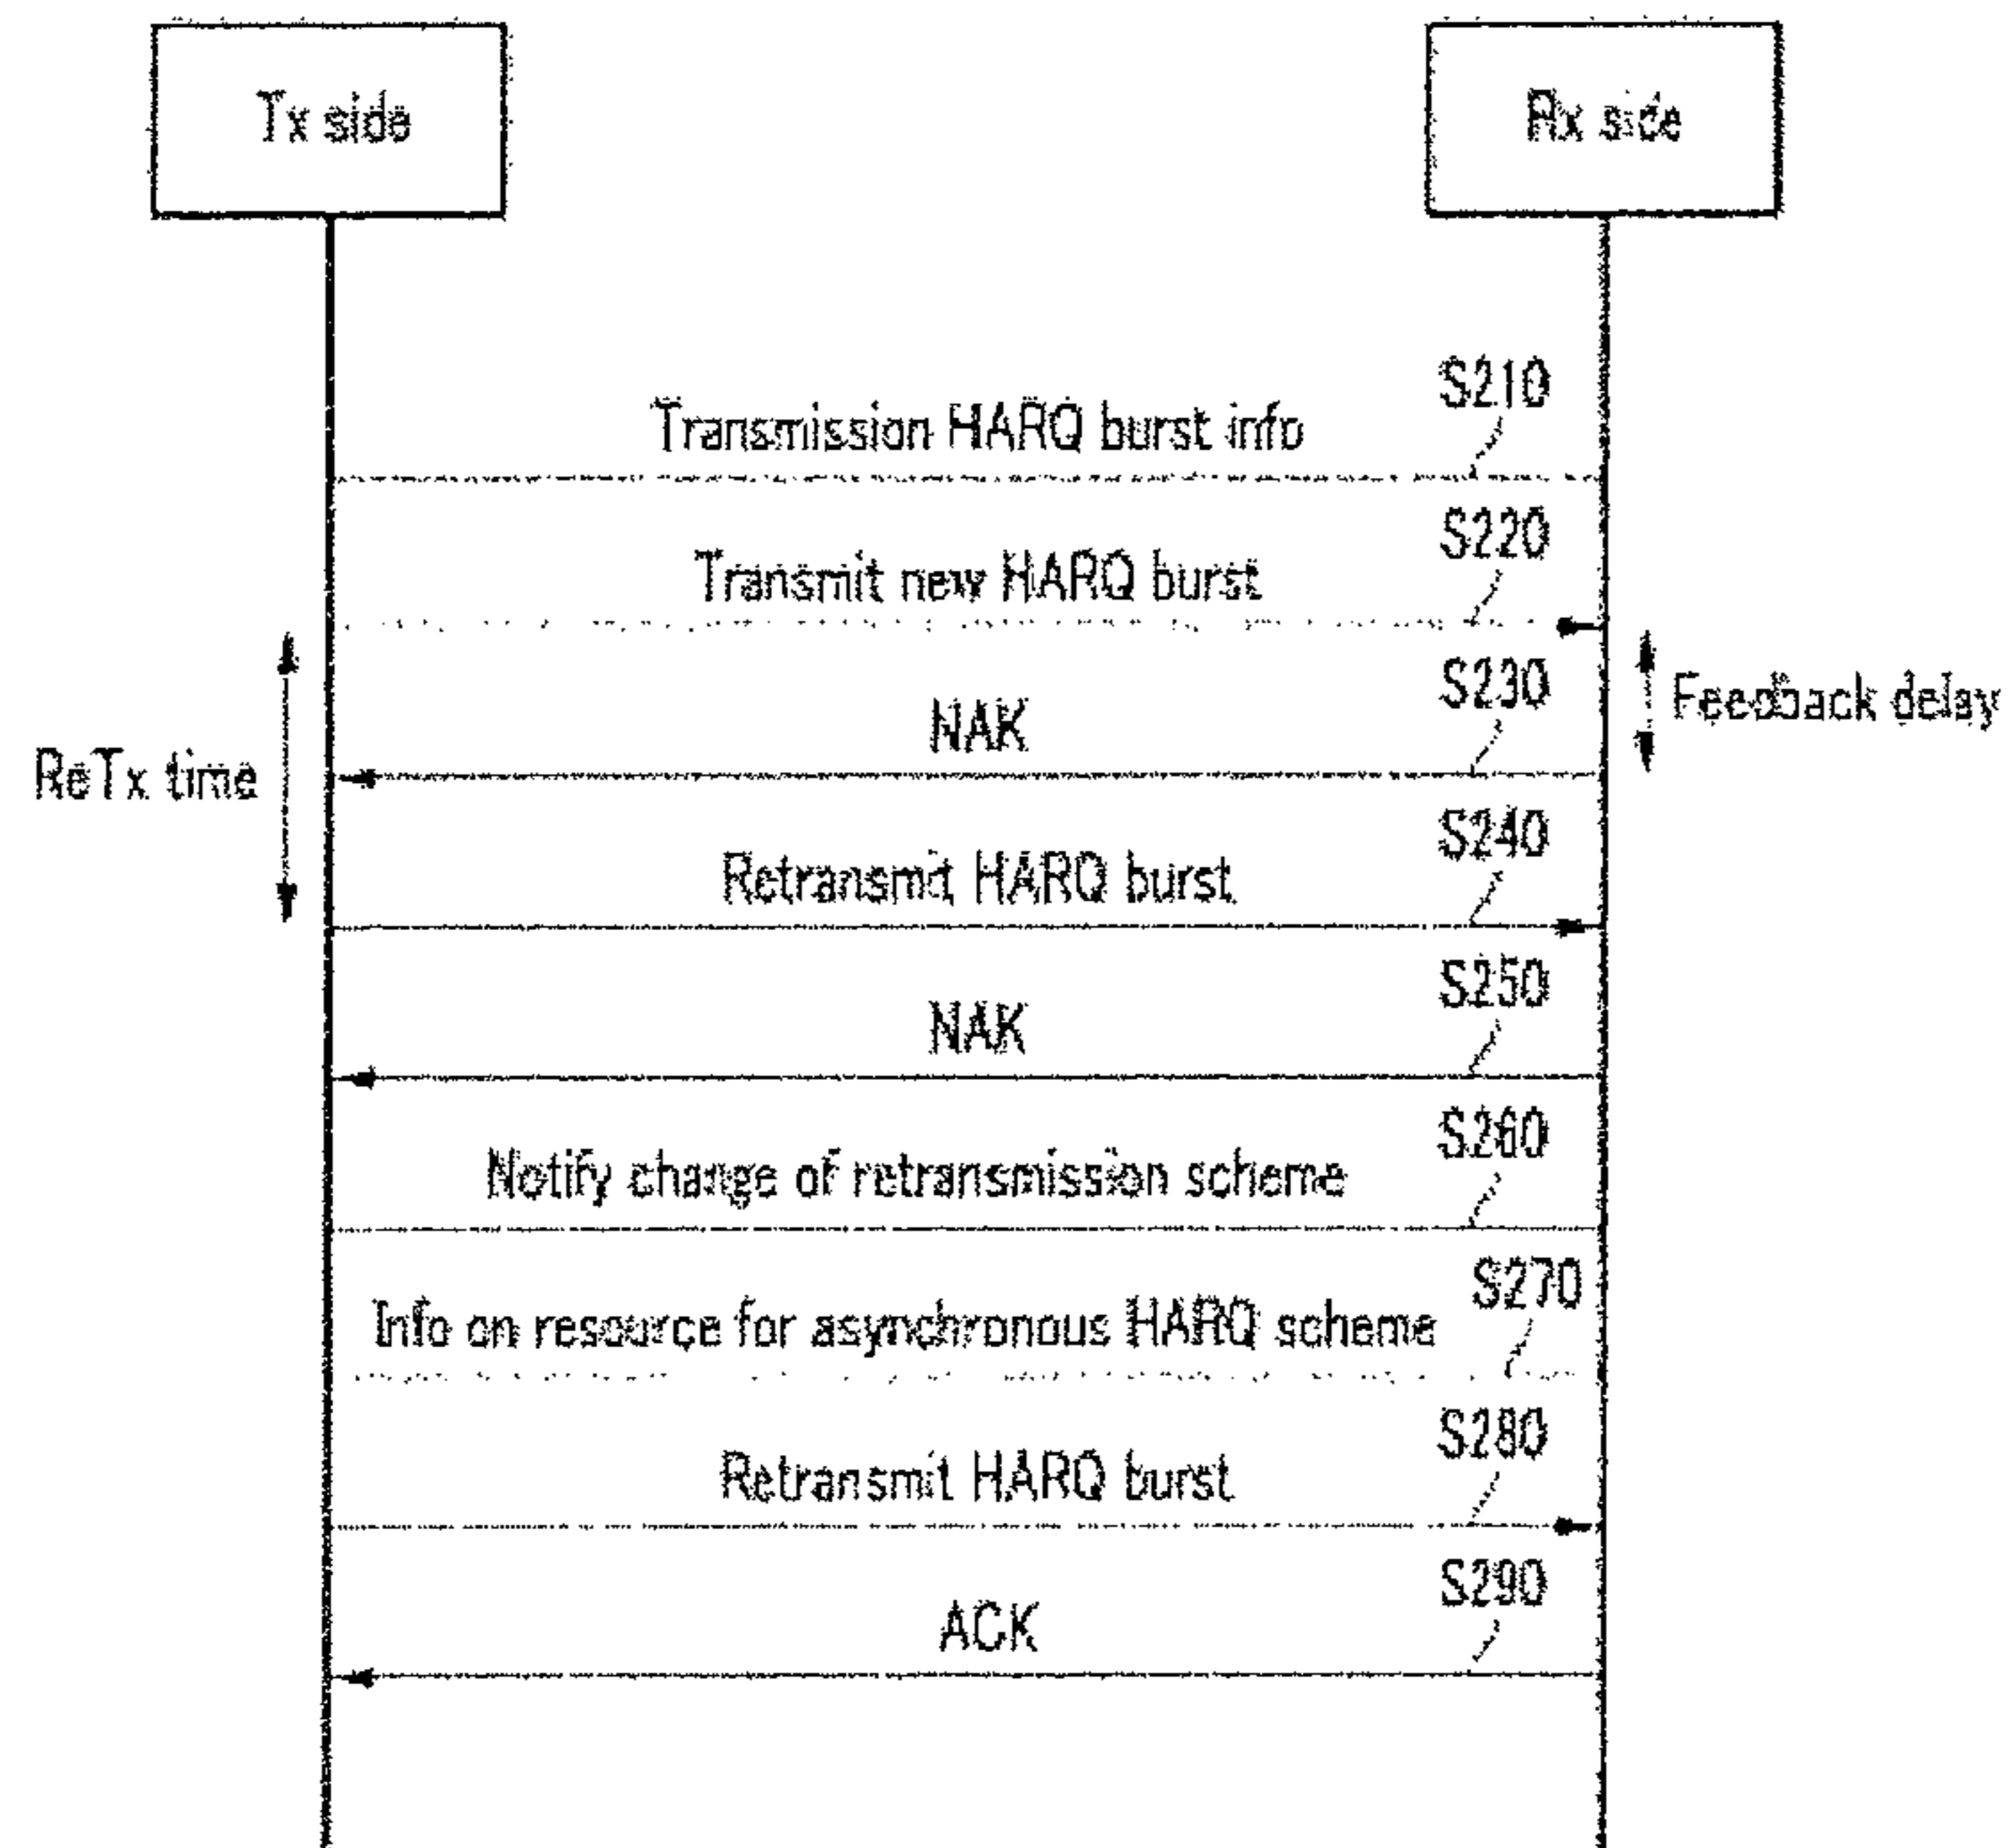 Tx side
Rx side
S210
Transmission HARQ burst info
S220
Transmit new HARQ burst
S230
NAK
Feedback delay
ReTx time
S240
Retransmit HARQ burst
S250
NAK
S260
Notify change of retransmission scheme
S270
Info on resource for asynchronous HARQ scheme
S280
Retransmit HARQ burst
S290
ACK